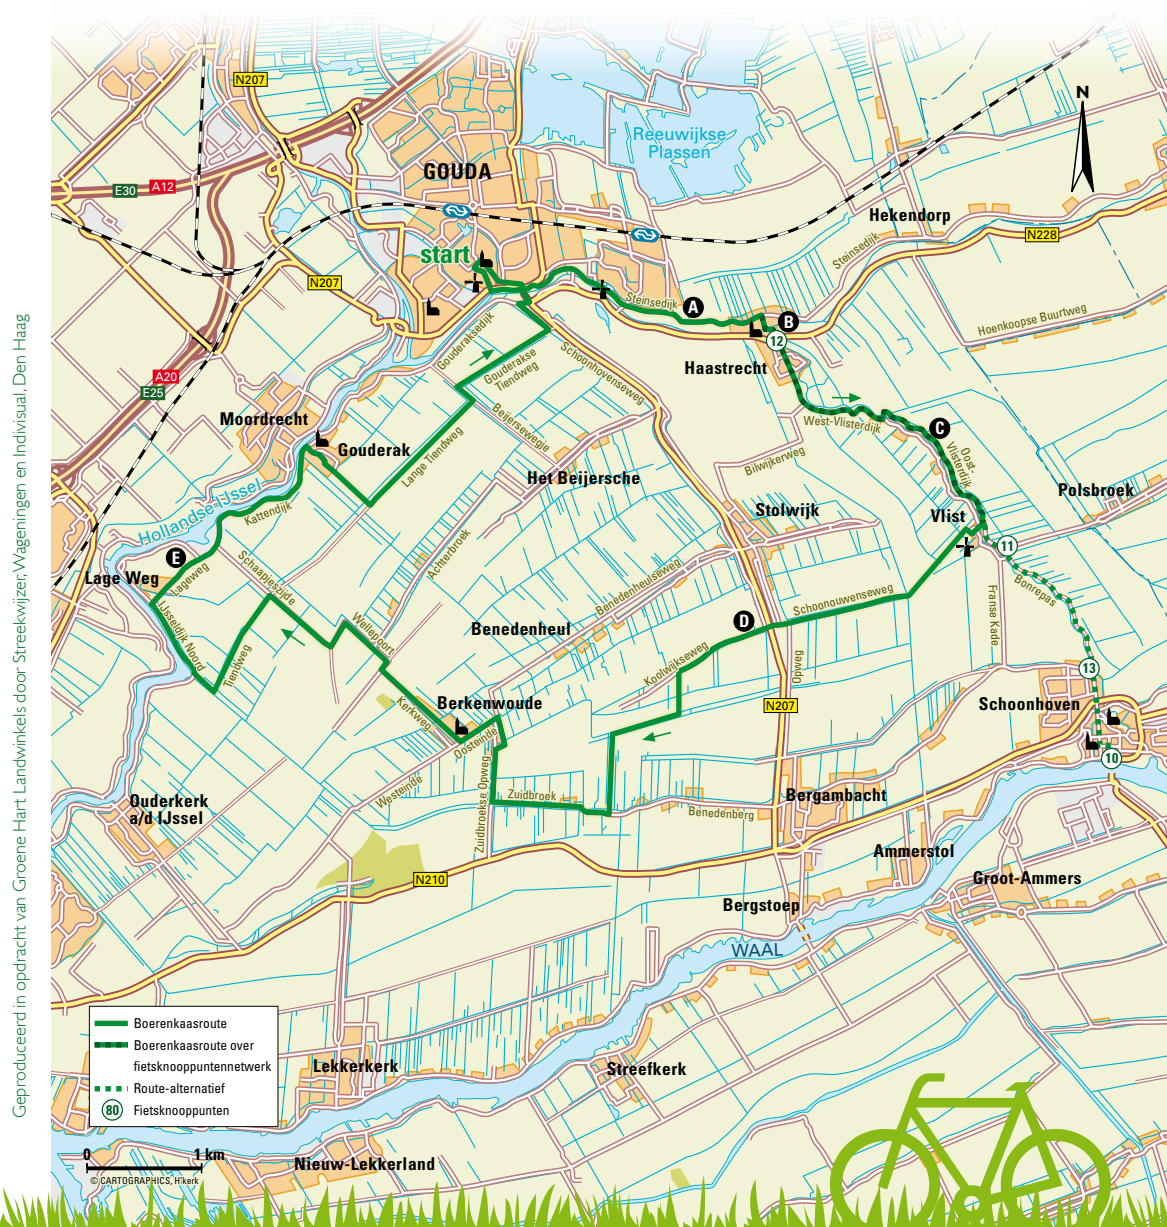 N207
Reeuwijkse
Plassen
N
GOUDA
E30
A12
Hekendorp
N228
start
Steinsedijk
N207
Steinsedijk
A
B
Hoenkoopse Buurtweg
12
Gouderaksedijk
Schoonhovenseweg
Gouderakse
Tiendweg
Haastrecht
A20
E25
Moordrecht
Beijersewegje
West-Vlisterdijk
C
Gouderak
Lange Tiendweg
Oost-
Vlisterdijk
Bilwijkerweg
Het Beijersche
Polsbroek
Hollandse-IJssel
Kattendijk
Stolwijk
Vlist
11
E
Lage Weg
Lageweg
Schaapjeszijde
Achterbroek
Benedenheulseweg
Bonrepas
Schoonouwenseweg
Franse Kade
IJsseldijk Noord
Tiendweg
Wellepoort
Benedenheul
D
Koolwijkseweg
Opweg
13
Kerkweg
Berkenwoude
N207
Schoonhoven
Oosteinde
10
Westeinde
Zuidbroekse Opweg
Zuidbroek
Bergambacht
Benedenberg
Ouderkerk
a/d IJssel
Ammerstol
N210
Groot-Ammers
Bergstoep
WAAL
Boerenkaasroute
Boerenkaasroute over
fietsknooppuntennetwerk
Route-alternatief
80
Fietsknooppunten
Lekkerkerk
Streefkerk
0
1 km
Nieuw-Lekkerland
© CARTOGRAPHICS, H'kerk
Geproduceerd in opdracht van Groene Hart Landwinkels door Streekwijzer, Wageningen en Indivisual, Den Haag